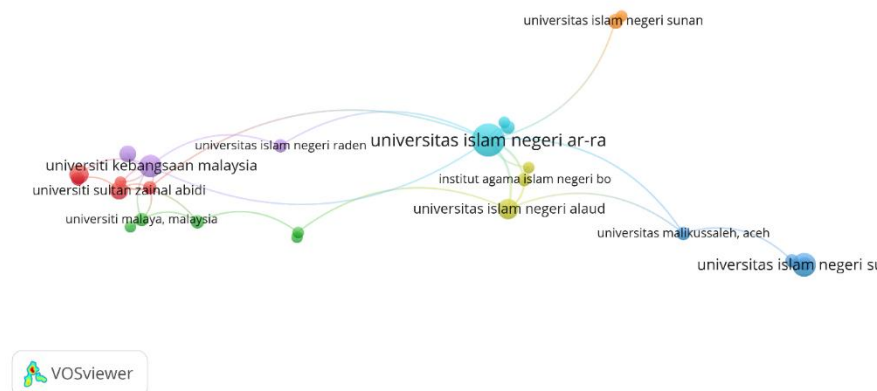 universitas islam negeri sunan
universitas islam negeri ar-ra
universitas islam negeri raden
universiti kebangsaan malaysia
institut agama islam negeri bo
universiti sultan zainal abidi
universitas islam negeri alaud
universiti malaya, malaysia
universitas malikussaleh, aceh
universitas islam negeri su
VOSviewer